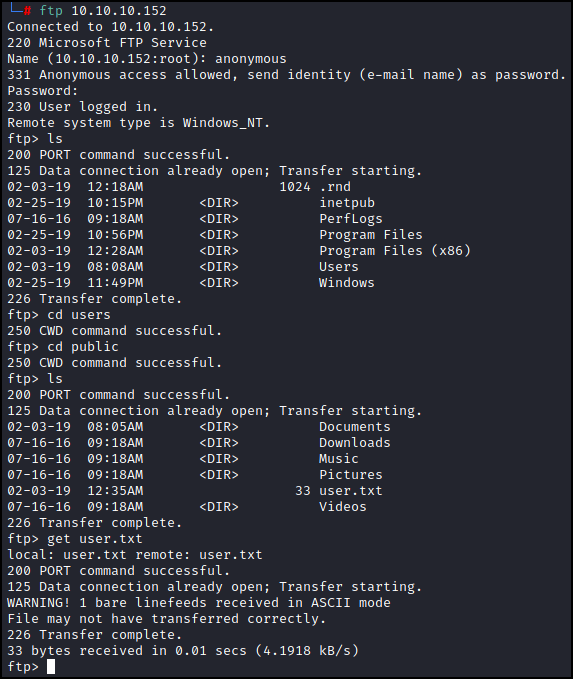 └─# ftp 10.10.10.152
Connected to 10.10.10.152.
220 Microsoft FTP Service
Name (10.10.10.152:root): anonymous
331 Anonymous access allowed, send identity (e-mail name) as password.
Password:
230 User logged in.
Remote system type is Windows_NT.
ftp> ls
200 PORT command successful.
125 Data connection already open; Transfer starting.
02-03-19  12:18AM                 1024 .rnd
02-25-19  10:15PM       <DIR>          inetpub
07-16-16  09:18AM       <DIR>          PerfLogs
02-25-19  10:56PM       <DIR>          Program Files
02-03-19  12:28AM       <DIR>          Program Files (x86)
02-03-19  08:08AM       <DIR>          Users
02-25-19  11:49PM       <DIR>          Windows
226 Transfer complete.
ftp> cd users
250 CWD command successful.
ftp> cd public
250 CWD command successful.
ftp> ls
200 PORT command successful.
125 Data connection already open; Transfer starting.
02-03-19  08:05AM       <DIR>          Documents
07-16-16  09:18AM       <DIR>          Downloads
07-16-16  09:18AM       <DIR>          Music
07-16-16  09:18AM       <DIR>          Pictures
02-03-19  12:35AM                   33 user.txt
07-16-16  09:18AM       <DIR>          Videos
226 Transfer complete.
ftp> get user.txt
local: user.txt remote: user.txt
200 PORT command successful.
125 Data connection already open; Transfer starting.
WARNING! 1 bare linefeeds received in ASCII mode
File may not have transferred correctly.
226 Transfer complete.
33 bytes received in 0.01 secs (4.1918 kB/s)
ftp>